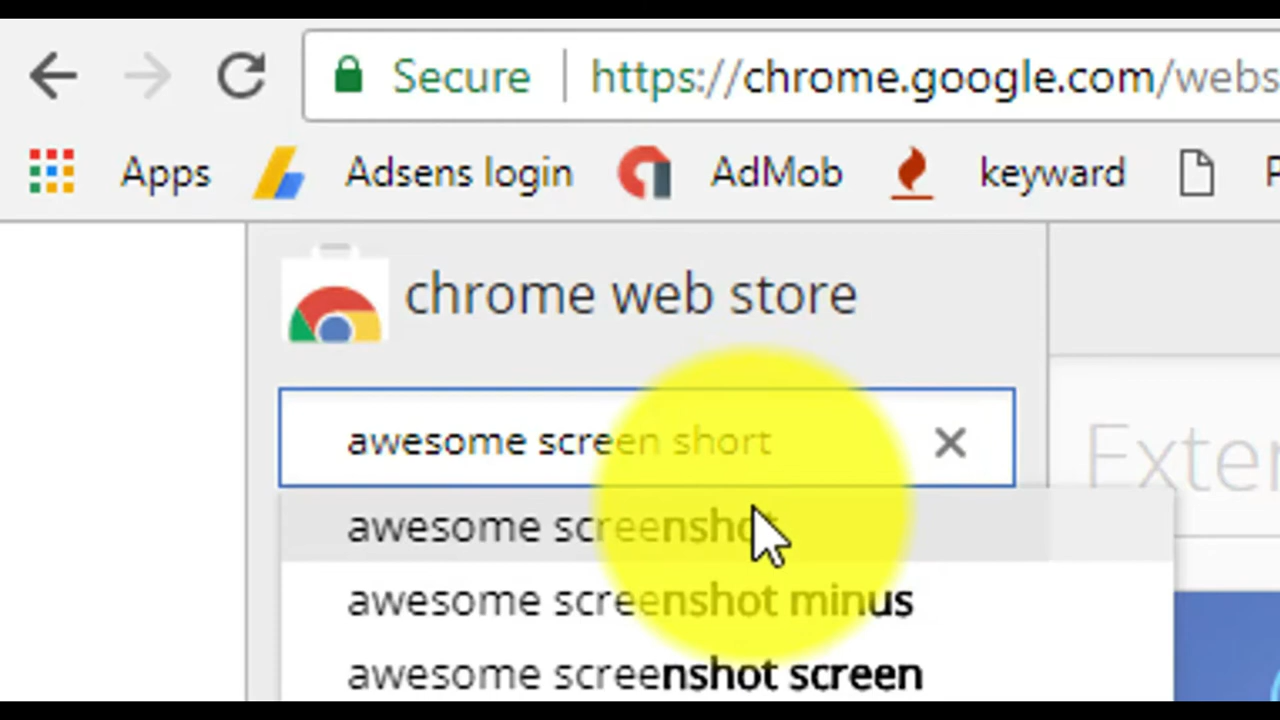 Secure https://chrome.google.com/webs
Apps Adsens login AdMob keyward P
chrome web store
awesome screen short
Exter
awesome screenshot
awesome screenshot minus
awesome screenshot screen